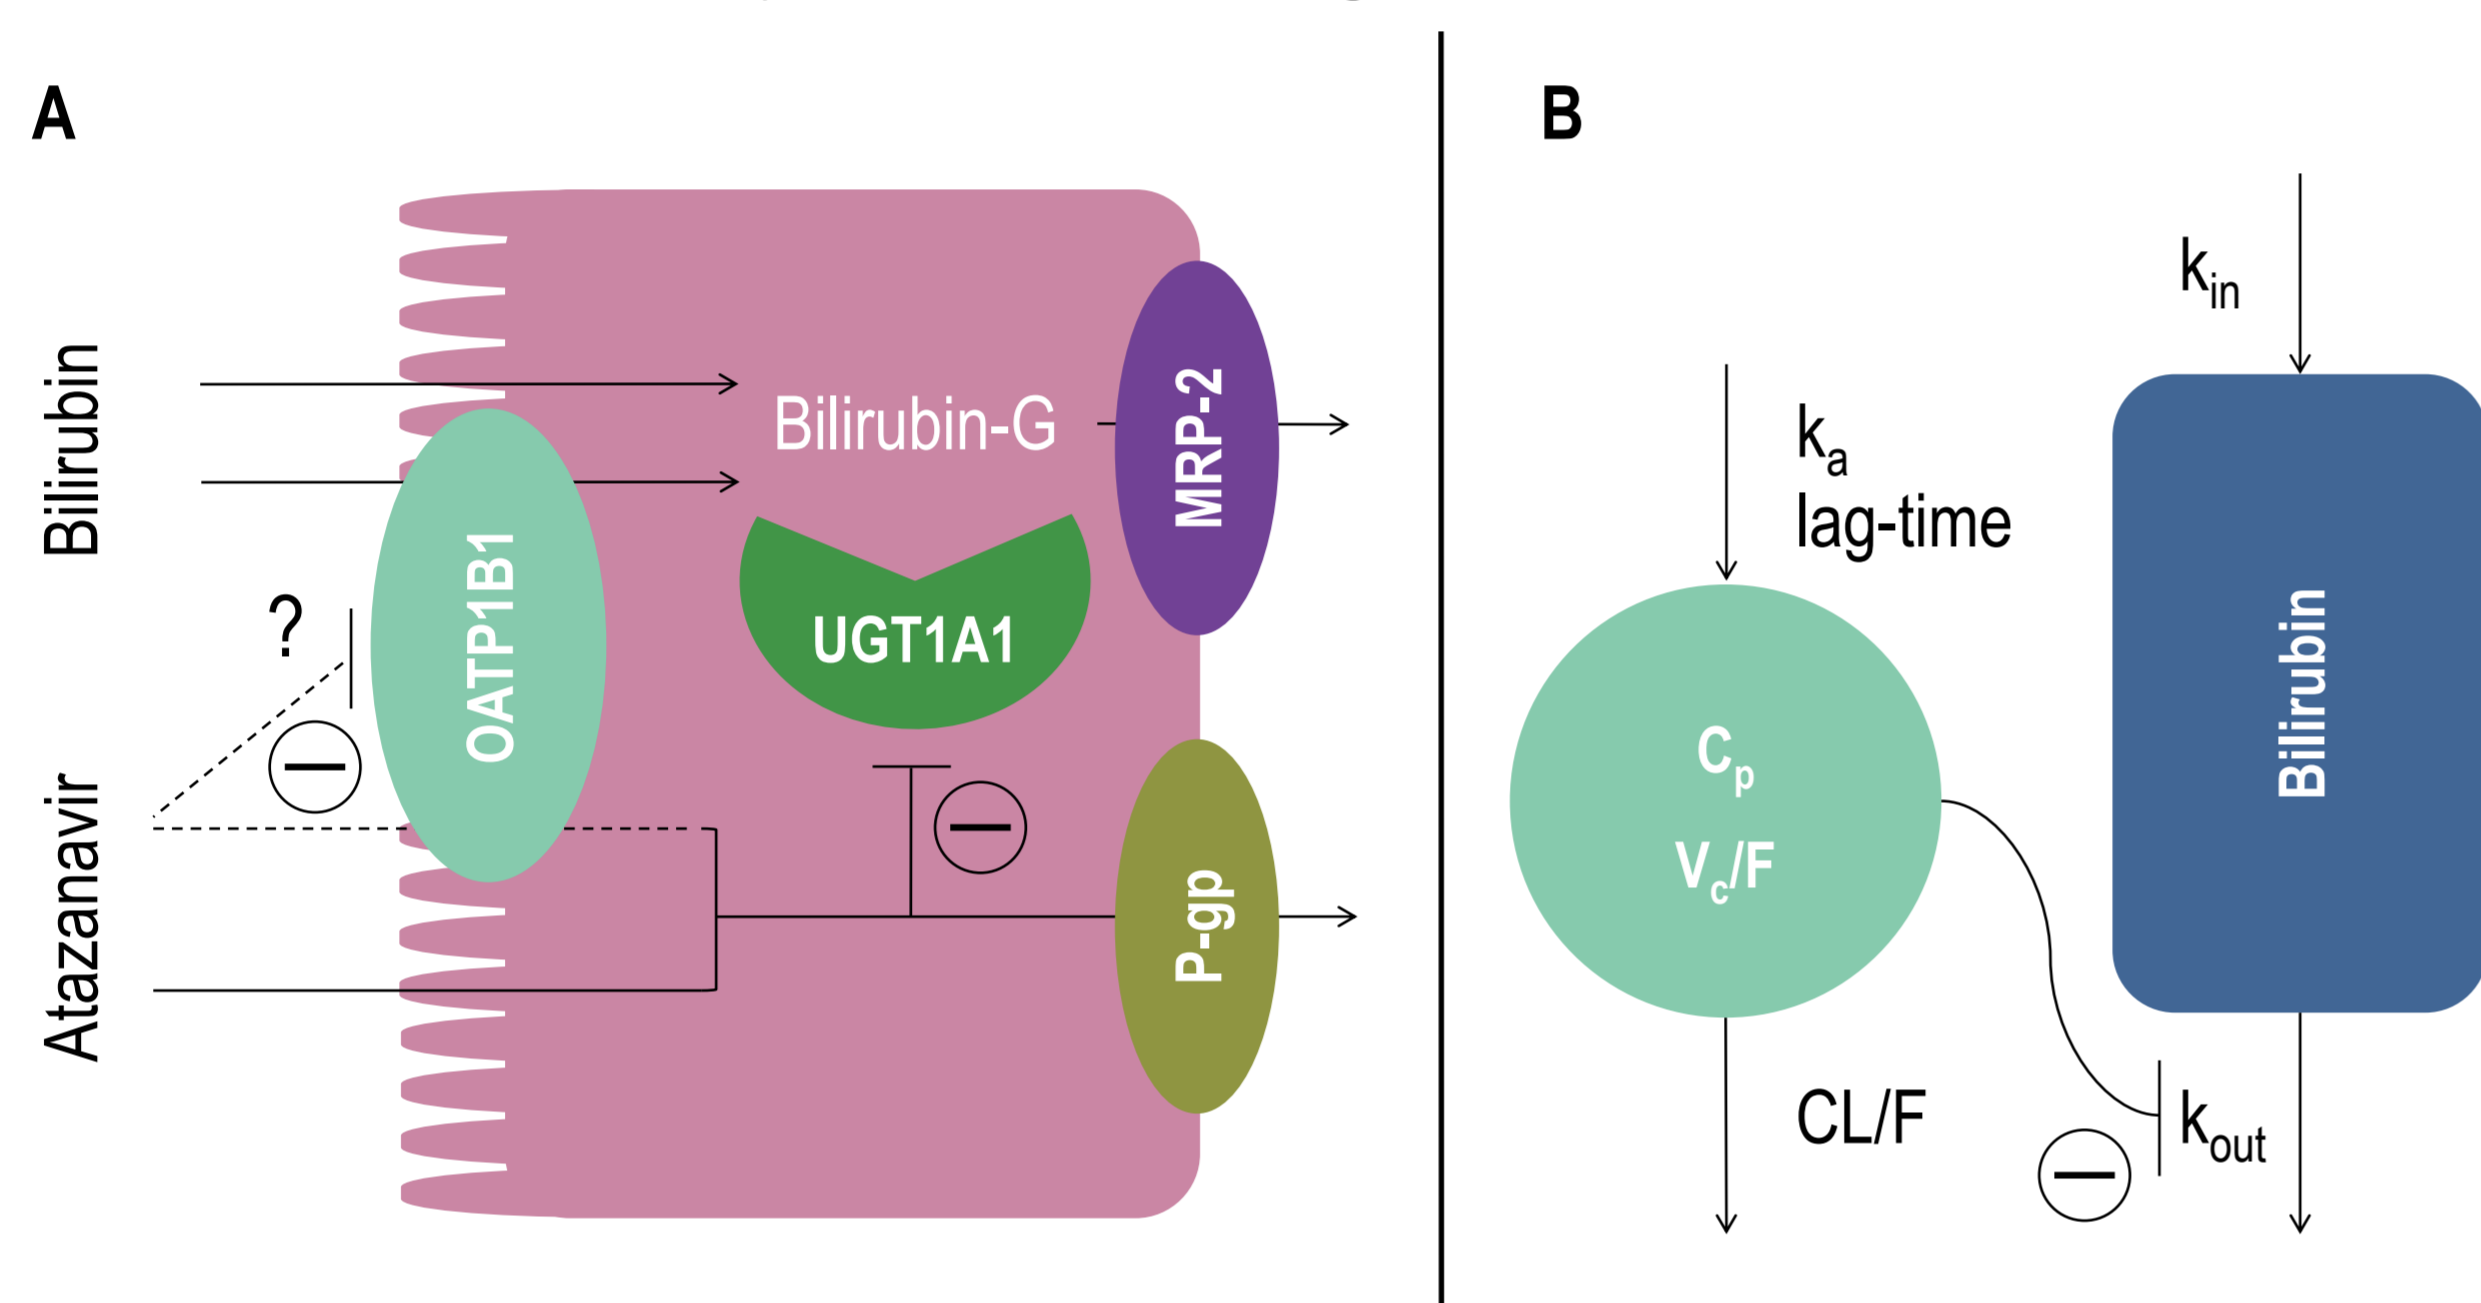 A
Bilirubin
Atazanavir
?
OATP1B1
Bilirubin-G
UGT1A1
MRP-2
P-gp
B
kin
ka
lag-time
Cp
Vc/F
CL/F
Bilirubin
kout